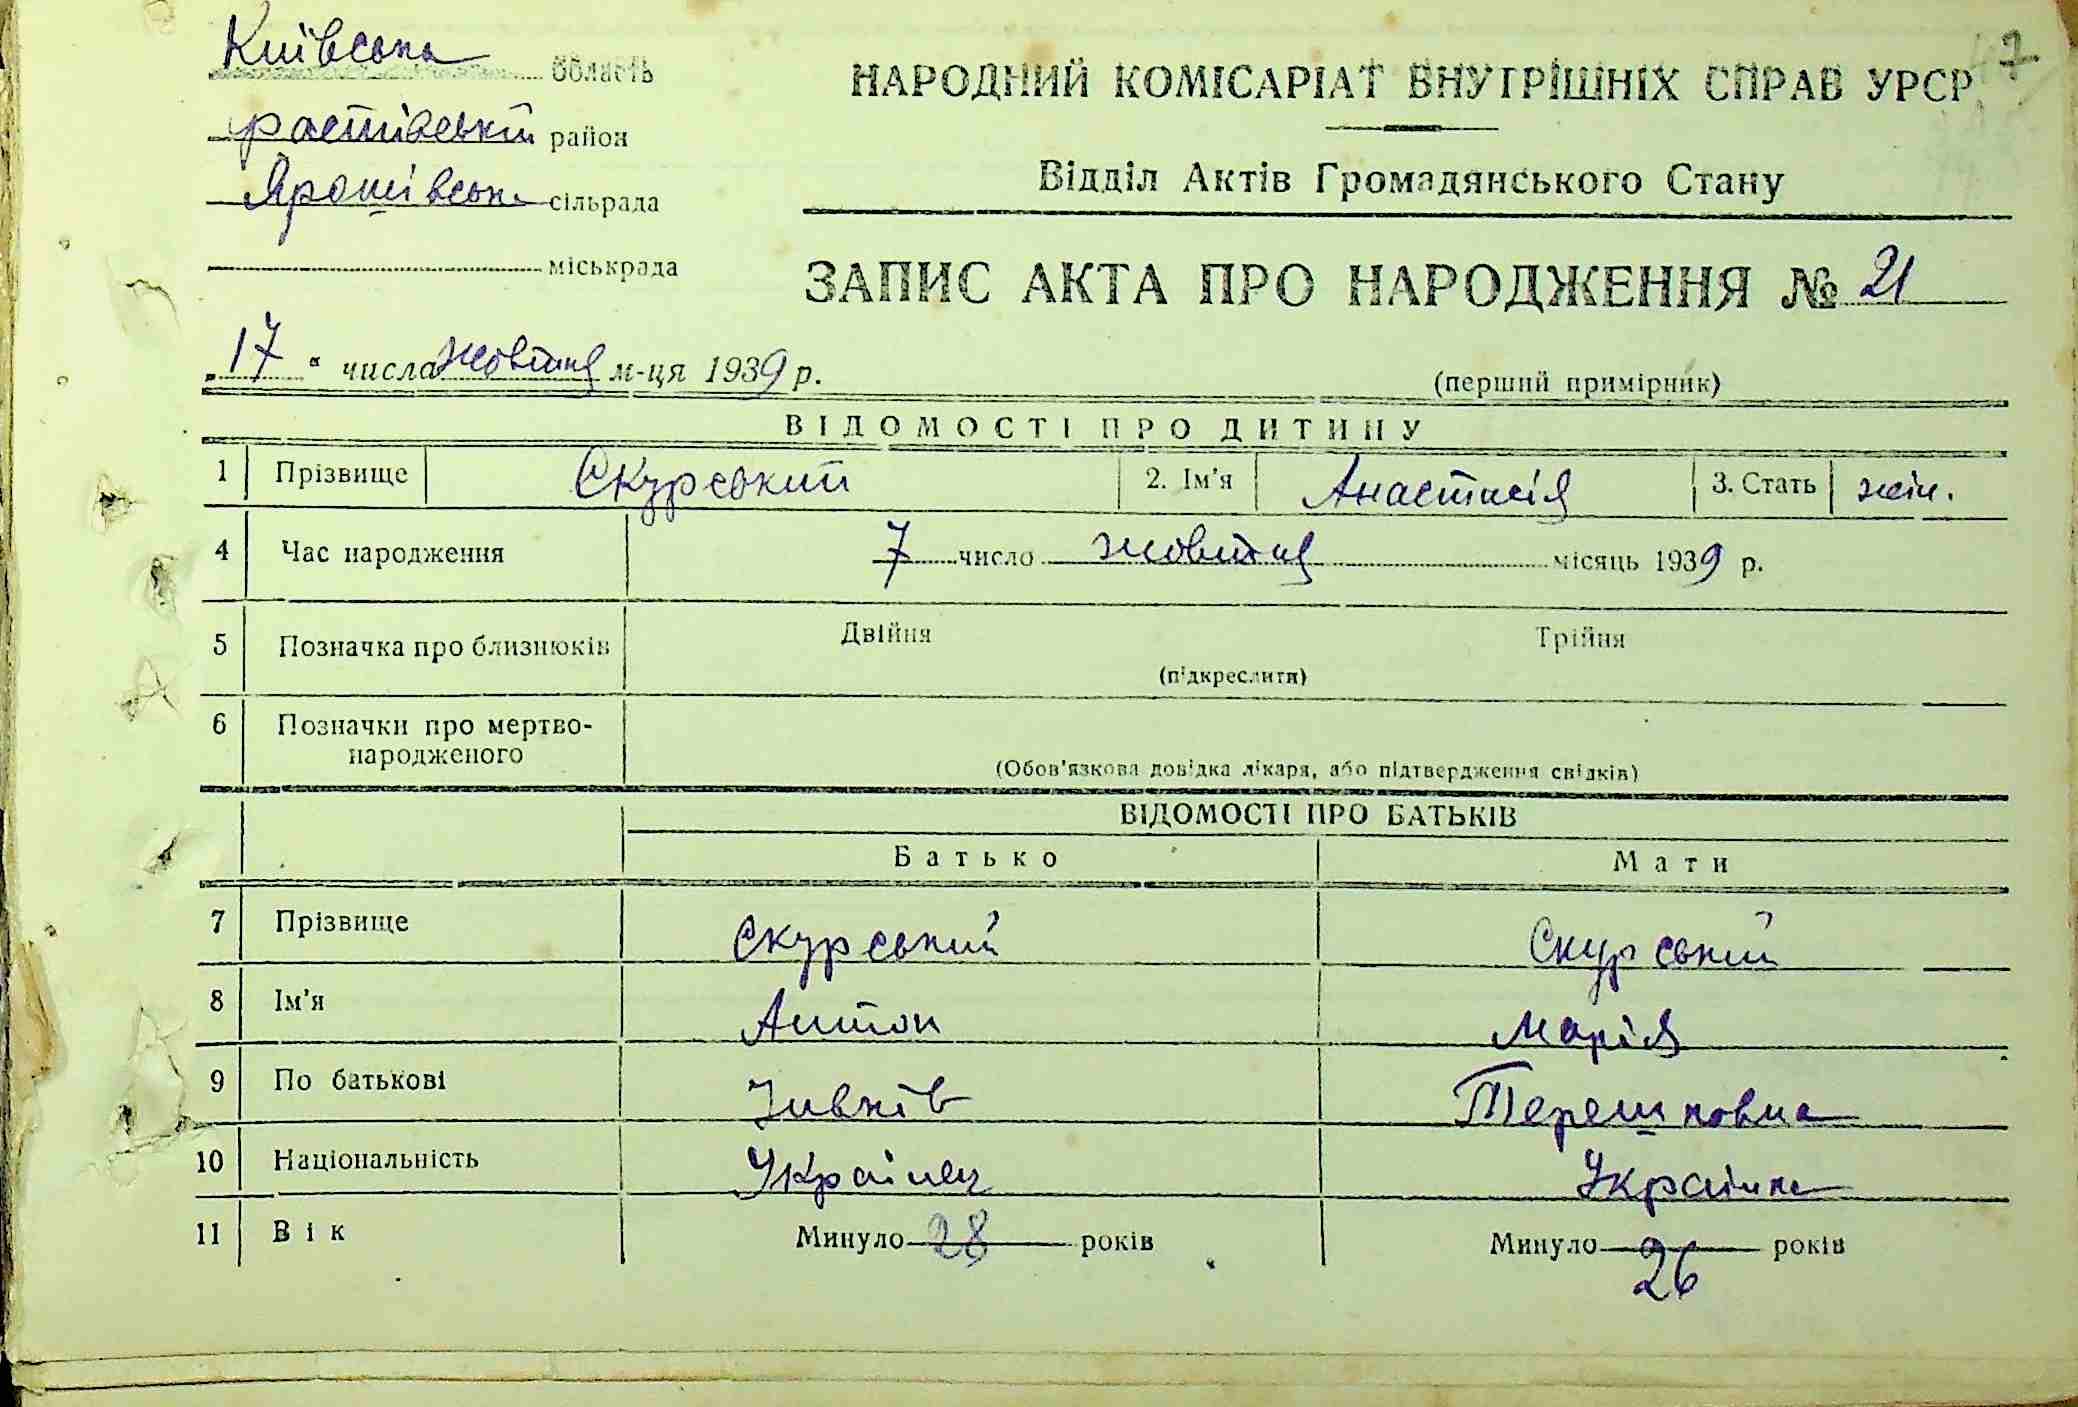 Київська область
Фастівський район
НАРОДНИЙ КОМІСАРІАТ ВНУТРІШНІХ СПРАВ УРСР
Ярошівська сільрада
міськрада
Відділ Актів Громадянського Стану
ЗАПИС АКТА ПРО НАРОДЖЕННЯ № 21
„17“ числа жовтня м-ця 1939 р.
(перший примірник)
ВІДОМОСТІ ПРО ДИТИНУ
1 Прізвище Скурський 2. Ім'я Анастасія 3. Стать жін.
4 Час народження 7 число жовтня місяць 1939 р.
5 Позначка про близнюків Двійня Трійня
(підкреслити)
6 Позначки про мертво-
народженого
(Обов'язкова довідка лікаря, або підтвердження свідків)
ВІДОМОСТІ ПРО БАТЬКІВ
Батько Мати
7 Прізвище Скурський Скурський
8 Ім'я Антон Марія
9 По батькові Терешковна
10 Національність Українец Українка
11 Вік Минуло 28 років Минуло 26 років